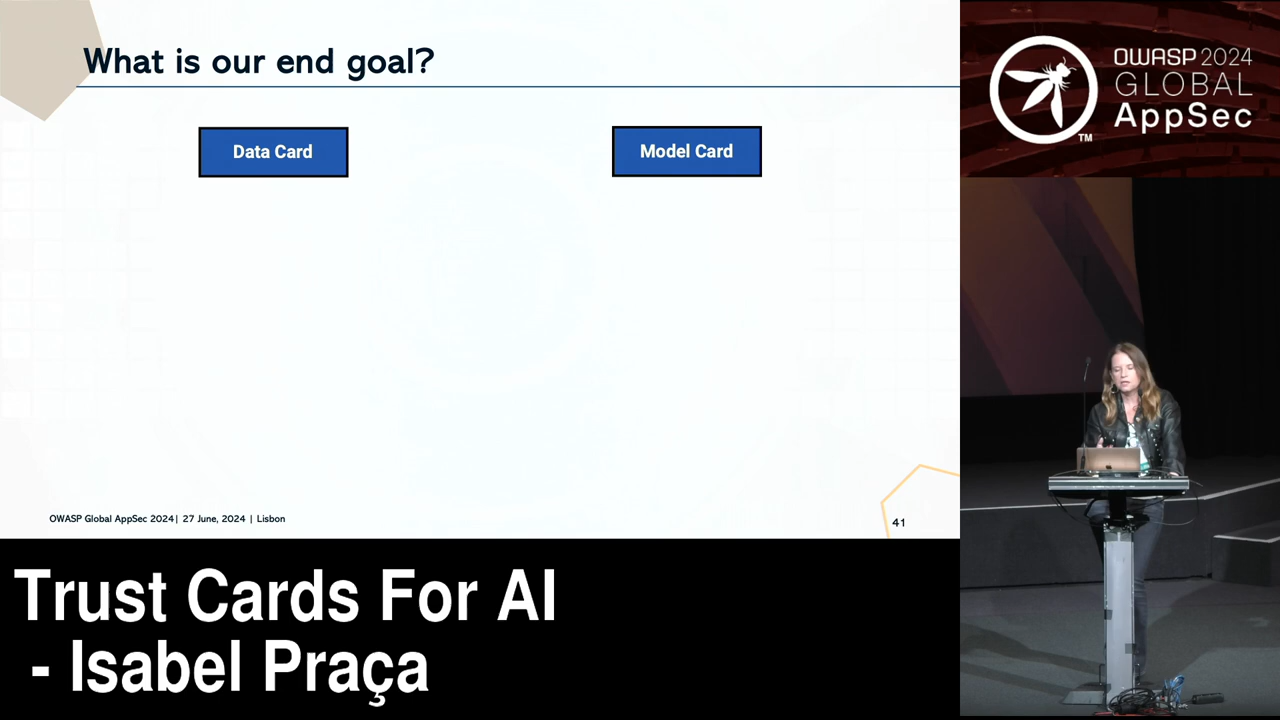 What is our end goal?
Data Card
Model Card
OWASP Global AppSec 2024| 27 June, 2024 | Lisbon
41
OWASP 2024
GLOBAL
AppSec
TM
Trust Cards For AI
- Isabel Praça